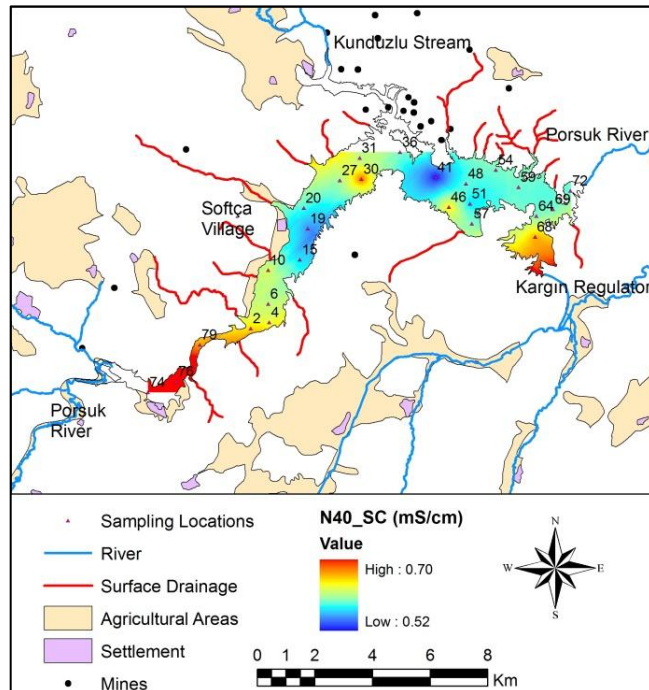 Kunduzlu Stream
Porsuk River
31
36
54
41
48
27
30
59
72
51
20
46
69
64
Softça
Village
19
57
68
15
10
Kargın Regulator
6
4
2
79
76
74
Porsuk
River
Sampling Locations
River
Surface Drainage
Agricultural Areas
Settlement
Mines
N40_SC (mS/cm)
Value
High : 0.70
Low : 0.52
N
W E
S
0 1 2 4 6 8
Km